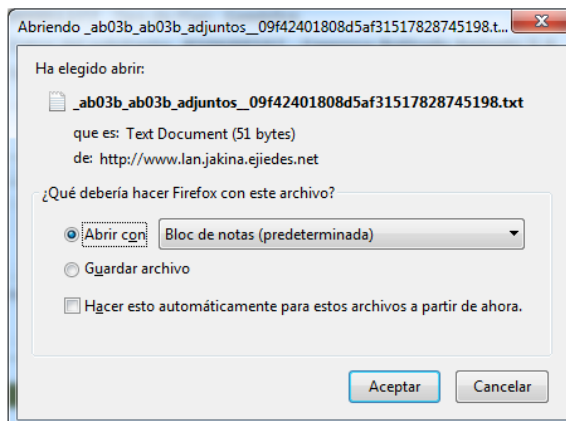 Abriendo _ab03b_ab03b_adjuntos__09f42401808d5af31517828745198.t...
Ha elegido abrir:
_ab03b_ab03b_adjuntos__09f42401808d5af31517828745198.txt
que es: Text Document (51 bytes)
de: http://www.lan.jakina.ejiedes.net
¿Qué debería hacer Firefox con este archivo?
Abrir con Bloc de notas (predeterminada)
Guardar archivo
Hacer esto automáticamente para estos archivos a partir de ahora.
Aceptar Cancelar